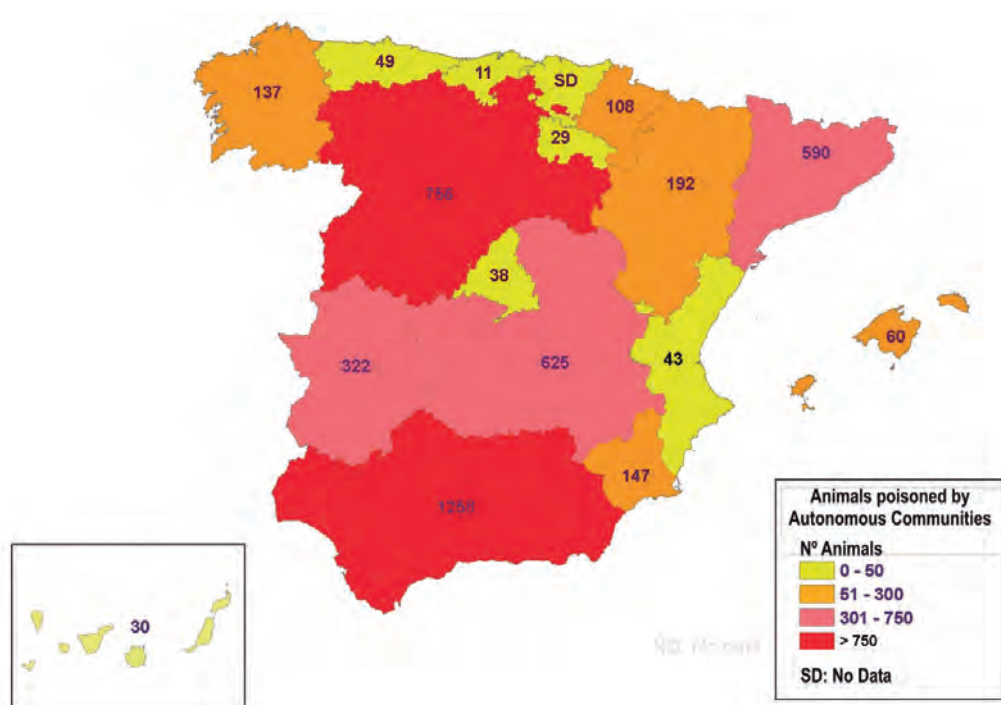 49
11
SD
137
108
29
590
192
38
60
322
625
43
147
30
Animals poisoned by
Autonomous Communities
Nº Animals
0 - 50
51 - 300
301 - 750
> 750
SD: No Data